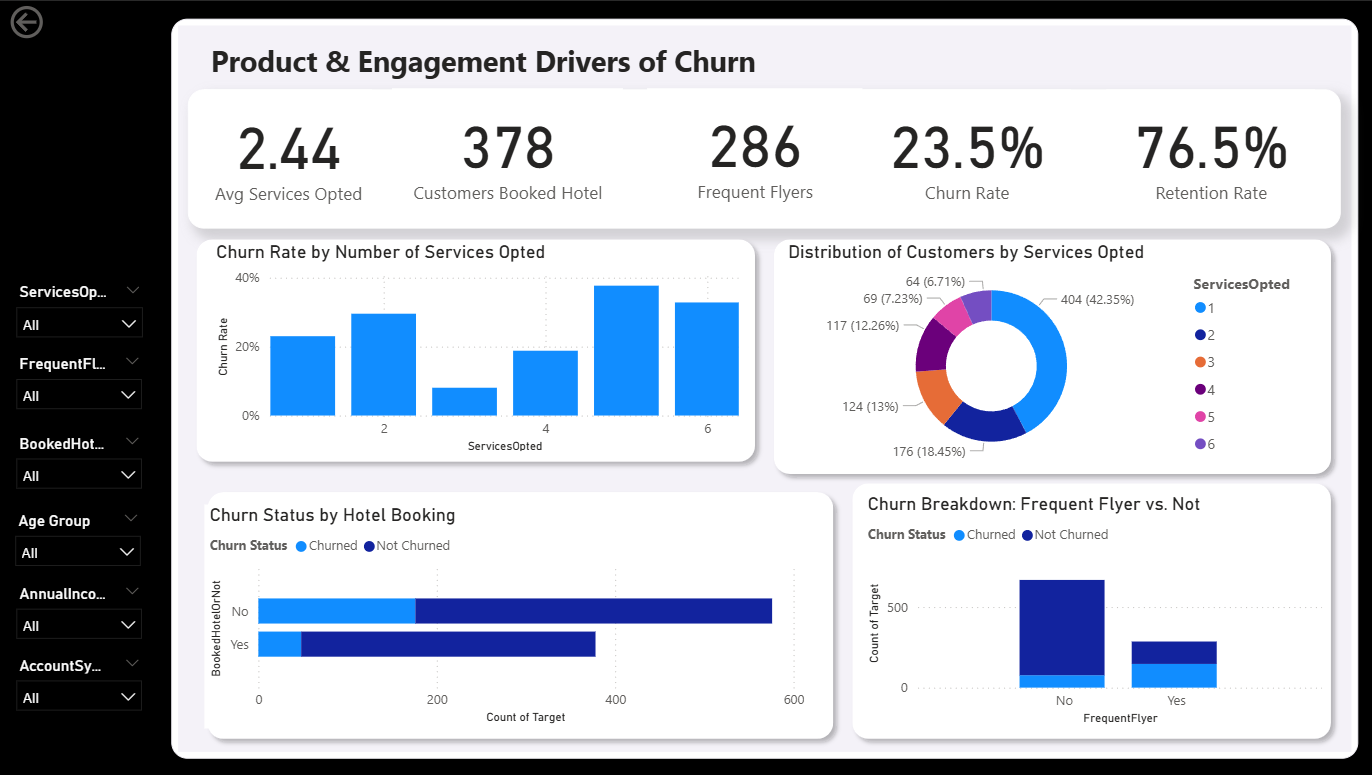 Product & Engagement Drivers of Churn
2.44
Avg Services Opted
378
Customers Booked Hotel
286
Frequent Flyers
23.5%
Churn Rate
76.5%
Retention Rate
ServicesOp...
All
FrequentFl...
All
BookedHot...
All
Age Group
All
AnnualInco...
All
AccountSy...
All
Churn Rate by Number of Services Opted
Churn Rate
40%
20%
0%
2
4
6
ServicesOpted
Distribution of Customers by Services Opted
404 (42.35%)
176 (18.45%)
124 (13%)
117 (12.26%)
69 (7.23%)
64 (6.71%)
ServicesOpted
1
2
3
4
5
6
Churn Status by Hotel Booking
Churn Status Churned Not Churned
BookedHotelOrNot
No
Yes
0
200
400
600
Count of Target
Churn Breakdown: Frequent Flyer vs. Not
Churn Status Churned Not Churned
Count of Target
500
0
No
Yes
FrequentFlyer